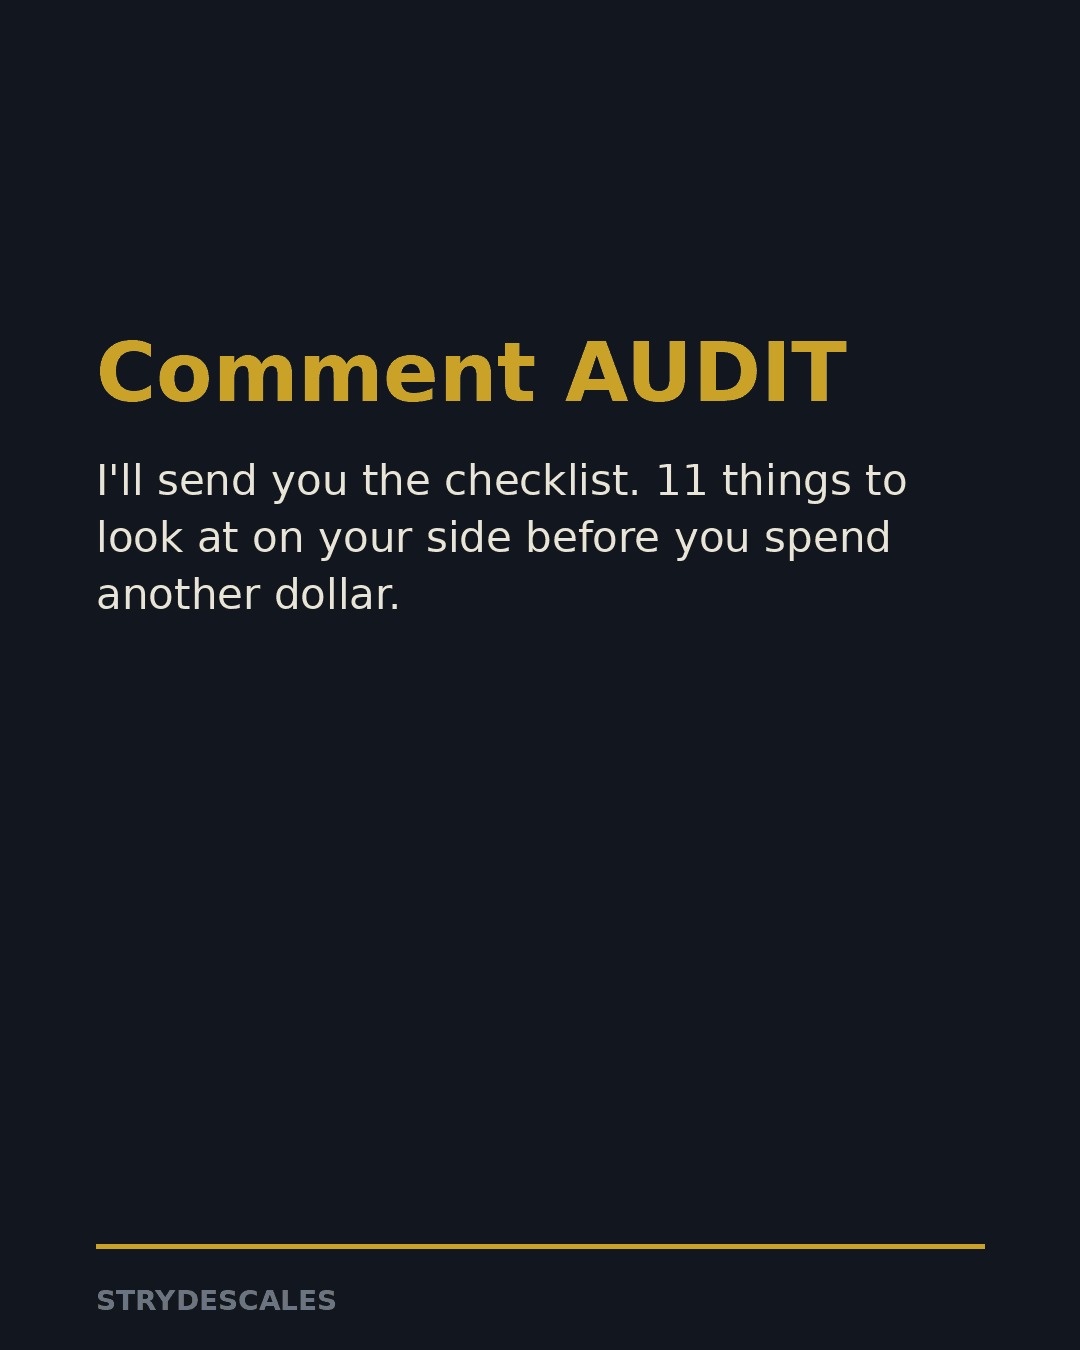 Comment AUDIT
I'll send you the checklist. 11 things to
look at on your side before you spend
another dollar.
STRYDESCALES